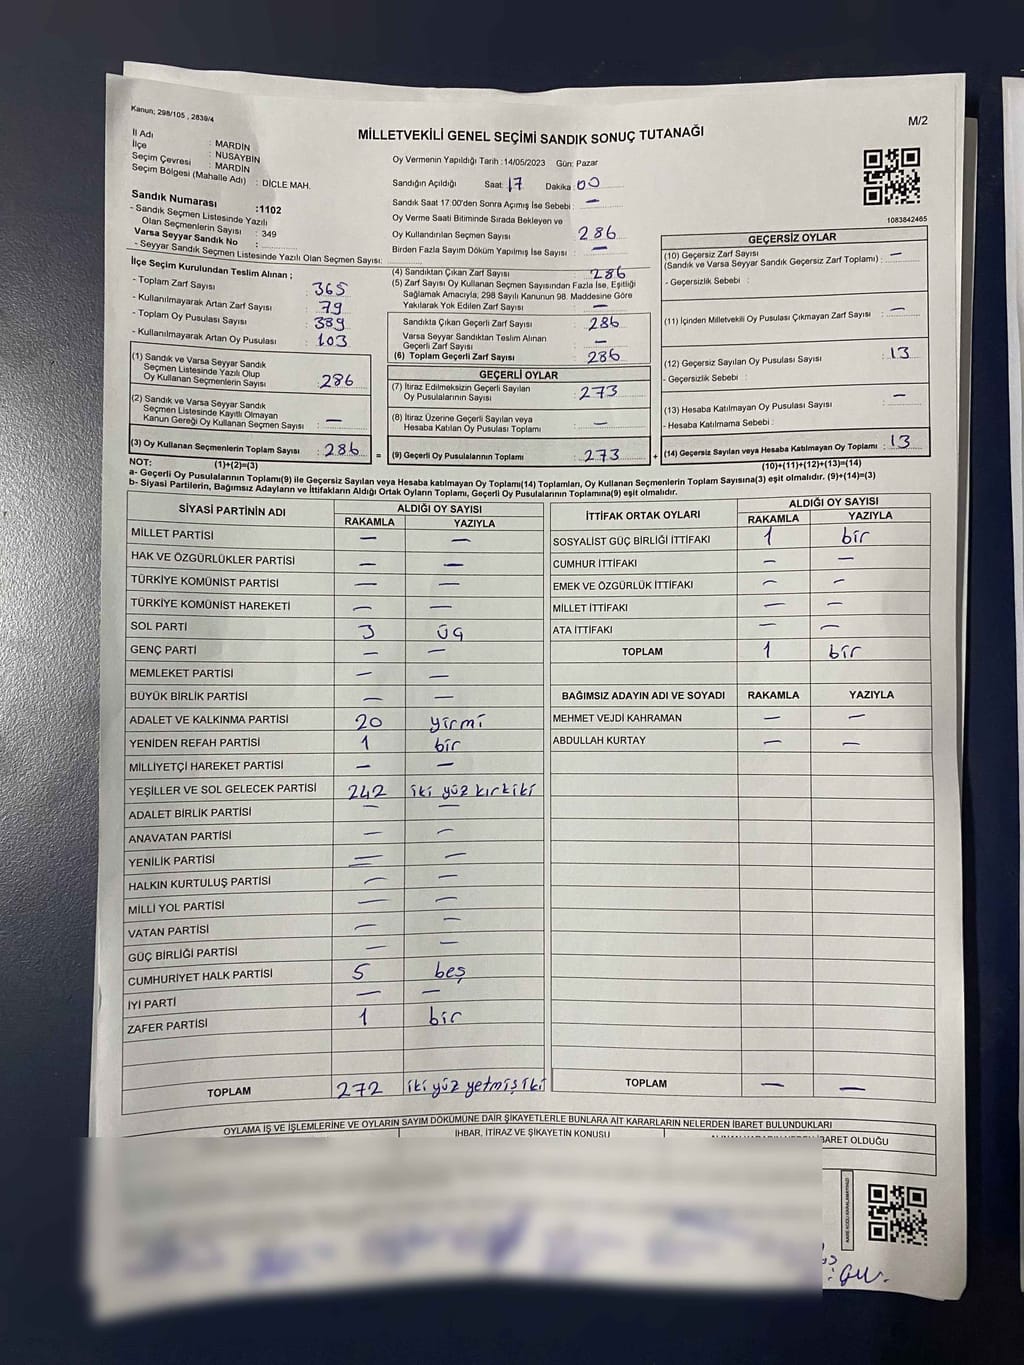 Kanun; 298/105 , 2839/4
MİLLETVEKİLİ GENEL SEÇİMİ SANDIK SONUÇ TUTANAĞI
M/2
İl Adı : MARDİN
İlçe : NUSAYBİN
Seçim Çevresi : MARDİN
Seçim Bölgesi (Mahalle Adı) : DİCLE MAH.
Sandık Numarası :1102
- Sandık Seçmen Listesinde Yazılı
Olan Seçmenlerin Sayısı : 349
Varsa Seyyar Sandık No :
- Seyyar Sandık Seçmen Listesinde Yazılı Olan Seçmen Sayısı:
Oy Vermenin Yapıldığı Tarih :14/05/2023 Gün: Pazar
Sandığın Açıldığı Saat :17 Dakika :00
Sandık Saat 17:00'den Sonra Açımış İse Sebebi : —
Oy Verme Saati Bitiminde Sırada Bekleyen ve
Oy Kullandırılan Seçmen Sayısı 286
Birden Fazla Sayım Döküm Yapılmış İse Sayısı : —
1083842465
İlçe Seçim Kurulundan Teslim Alınan ;
- Toplam Zarf Sayısı : 365
- Kullanılmayarak Artan Zarf Sayısı : 79
- Toplam Oy Pusulası Sayısı : 389
- Kullanılmayarak Artan Oy Pusulası : 103
(1) Sandık ve Varsa Seyyar Sandık
Seçmen Listesinde Yazılı Olup
Oy Kullanan Seçmenlerin Sayısı : 286
(2) Sandık ve Varsa Seyyar Sandık
Seçmen Listesinde Kayıtlı Olmayan
Kanun Gereği Oy Kullanan Seçmen Sayısı : —
(3) Oy Kullanan Seçmenlerin Toplam Sayısı : 286 =
(1)+(2)=(3)
(4) Sandıktan Çıkan Zarf Sayısı : 286
(5) Zarf Sayısı Oy Kullanan Seçmen Sayısından Fazla İse, Eşitliği
Sağlamak Amacıyla, 298 Sayılı Kanunun 98. Maddesine Göre
Yakılarak Yok Edilen Zarf Sayısı : —
Sandıkta Çıkan Geçerli Zarf Sayısı : 286
Varsa Seyyar Sandıktan Teslim Alınan
Geçerli Zarf Sayısı : —
(6) Toplam Geçerli Zarf Sayısı : 286
GEÇERLİ OYLAR
(7) İtiraz Edilmeksizin Geçerli Sayılan
Oy Pusulalarının Sayısı : 273
(8) İtiraz Üzerine Geçerli Sayılan veya
Hesaba Katılan Oy Pusulası Toplamı : —
(9) Geçerli Oy Pusulalarının Toplamı : 273 +
GEÇERSİZ OYLAR
(10) Geçersiz Zarf Sayısı
(Sandık ve Varsa Seyyar Sandık Geçersiz Zarf Toplamı) : —
- Geçersizlik Sebebi :
(11) İçinden Milletvekili Oy Pusulası Çıkmayan Zarf Sayısı : —
(12) Geçersiz Sayılan Oy Pusulası Sayısı : 13
- Geçersizlik Sebebi :
(13) Hesaba Katılmayan Oy Pusulası Sayısı : —
- Hesaba Katılmama Sebebi :
(14) Geçersiz Sayılan veya Hesaba Katılmayan Oy Toplamı : 13
(10)+(11)+(12)+(13)=(14)
NOT:
a- Geçerli Oy Pusulalarının Toplamı(9) ile Geçersiz Sayılan veya Hesaba katılmayan Oy Toplamı(14) Toplamları, Oy Kullanan Seçmenlerin Toplam Sayısına(3) eşit olmalıdır. (9)+(14)=(3)
b- Siyasi Partilerin, Bağımsız Adayların ve İttifakların Aldığı Ortak Oyların Toplamı, Geçerli Oy Pusulalarının Toplamına(9) eşit olmalıdır.
SİYASİ PARTİNİN ADI ALDIĞI OY SAYISI
RAKAMLA YAZIYLA
MİLLET PARTİSİ — —
HAK VE ÖZGÜRLÜKLER PARTİSİ — —
TÜRKİYE KOMÜNİST PARTİSİ — —
TÜRKİYE KOMÜNİST HAREKETİ — —
SOL PARTİ 3 üç
GENÇ PARTİ — —
MEMLEKET PARTİSİ — —
BÜYÜK BİRLİK PARTİSİ — —
ADALET VE KALKINMA PARTİSİ 20 yirmi
YENİDEN REFAH PARTİSİ 1 bir
MİLLİYETÇİ HAREKET PARTİSİ — —
YEŞİLLER VE SOL GELECEK PARTİSİ 242 iki yüz kırkiki
ADALET BİRLİK PARTİSİ — —
ANAVATAN PARTİSİ — —
YENİLİK PARTİSİ — —
HALKIN KURTULUŞ PARTİSİ — —
MİLLİ YOL PARTİSİ — —
VATAN PARTİSİ — —
GÜÇ BİRLİĞİ PARTİSİ — —
CUMHURİYET HALK PARTİSİ 5 beş
İYİ PARTİ — —
ZAFER PARTİSİ 1 bir
TOPLAM 272 iki yüz yetmişiki
İTTİFAK ORTAK OYLARI ALDIĞI OY SAYISI
RAKAMLA YAZIYLA
SOSYALİST GÜÇ BİRLİĞİ İTTİFAKI 1 bir
CUMHUR İTTİFAKI — —
EMEK VE ÖZGÜRLÜK İTTİFAKI — —
MİLLET İTTİFAKI — —
ATA İTTİFAKI — —
TOPLAM 1 bir
BAĞIMSIZ ADAYIN ADI VE SOYADI RAKAMLA YAZIYLA
MEHMET VEJDİ KAHRAMAN — —
ABDULLAH KURTAY — —
TOPLAM — —
OYLAMA İŞ VE İŞLEMLERİNE VE OYLARIN SAYIM DÖKÜMÜNE DAİR ŞİKAYETLERLE BUNLARA AİT KARARLARIN NELERDEN İBARET BULUNDUKLARI
İHBAR, İTİRAZ VE ŞİKAYETİN KONUSU
İBARET OLDUĞU